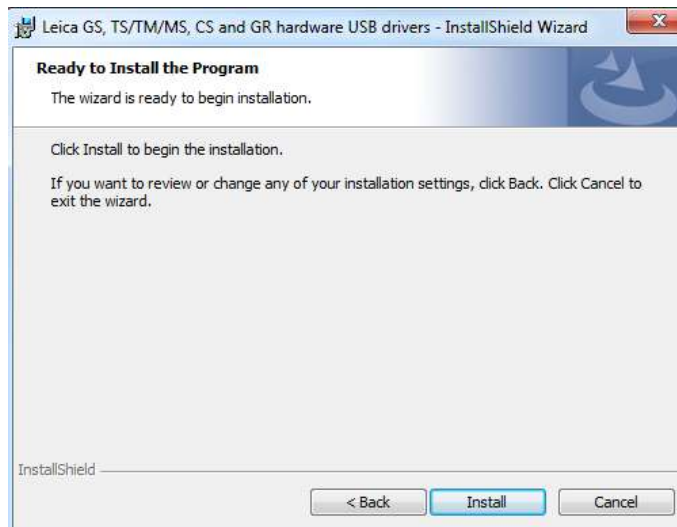 Leica GS, TS/TM/MS, CS and GR hardware USB drivers - InstallShield Wizard
Ready to Install the Program
The wizard is ready to begin installation.
Click Install to begin the installation.
If you want to review or change any of your installation settings, click Back. Click Cancel to
exit the wizard.
InstallShield
< Back
Install
Cancel